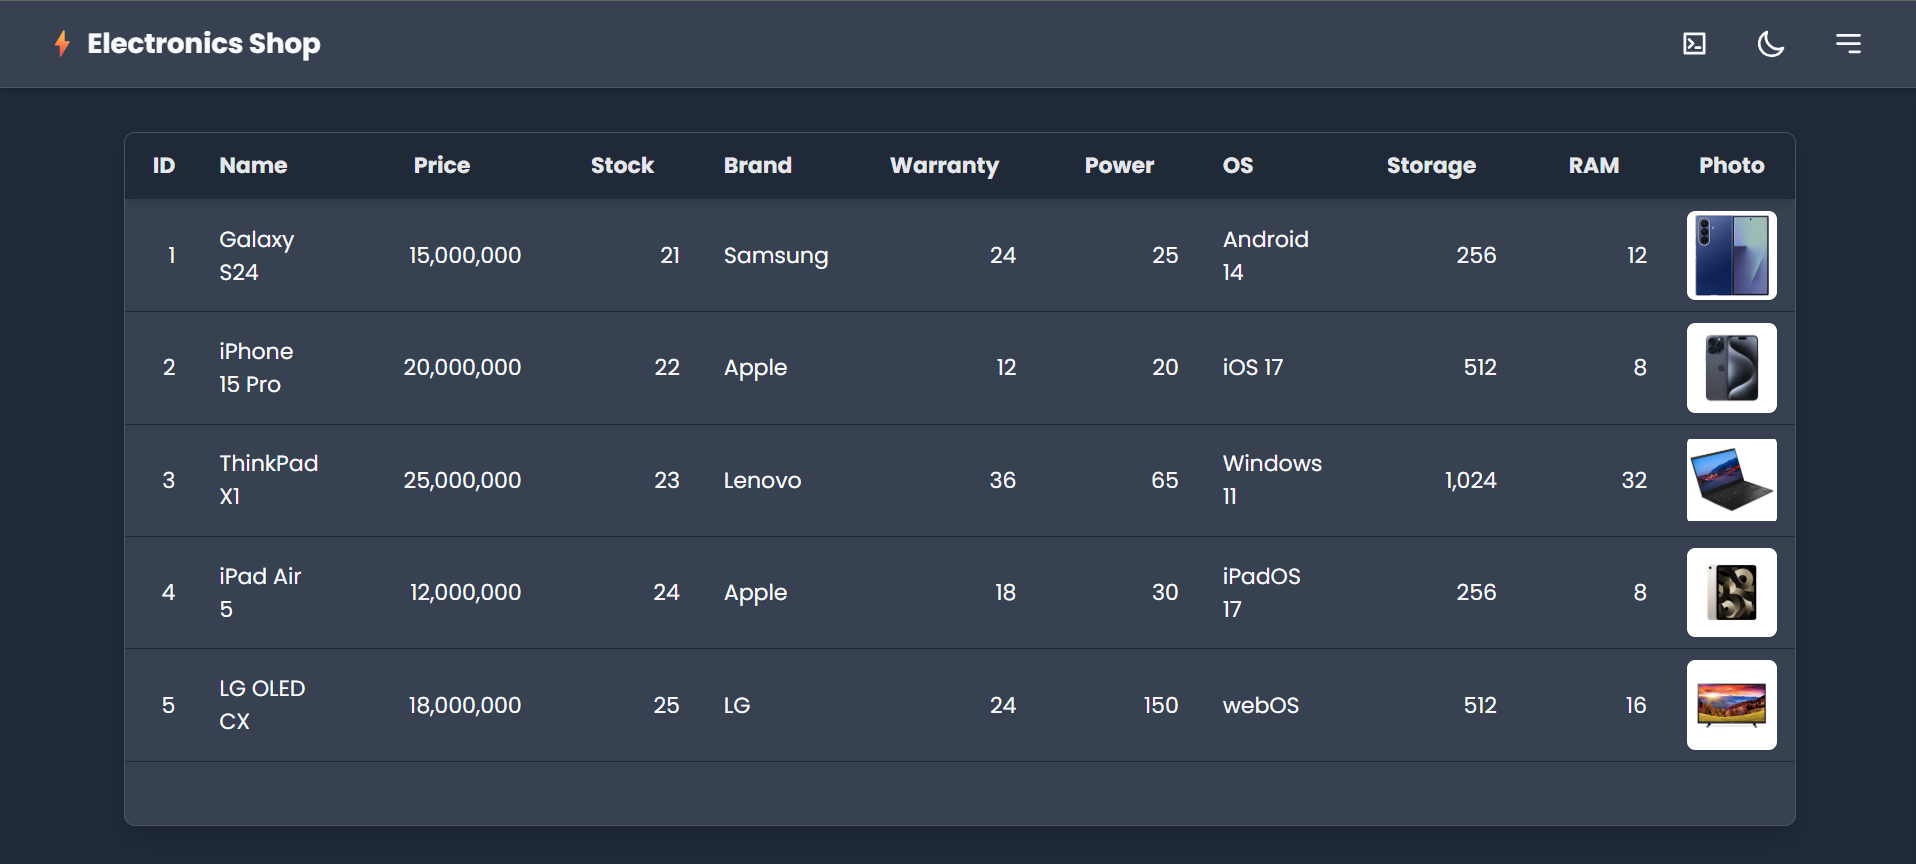 Electronics Shop
ID Name Price Stock Brand Warranty Power OS Storage RAM Photo
Galaxy Android
1 15,000,000 21 Samsung 24 25 256 12
S24 14
iPhone
2 20,000,000 22 Apple 12 20 iOS 17 512 8
15 Pro
ThinkPad Windows
3 25,000,000 23 Lenovo 36 65 1,024 32
X1 11
iPad Air iPadOS
4 12,000,000 24 Apple 18 30 256 8
5 17
LG OLED
5 18,000,000 25 LG 24 150 webOS 512 16
CX